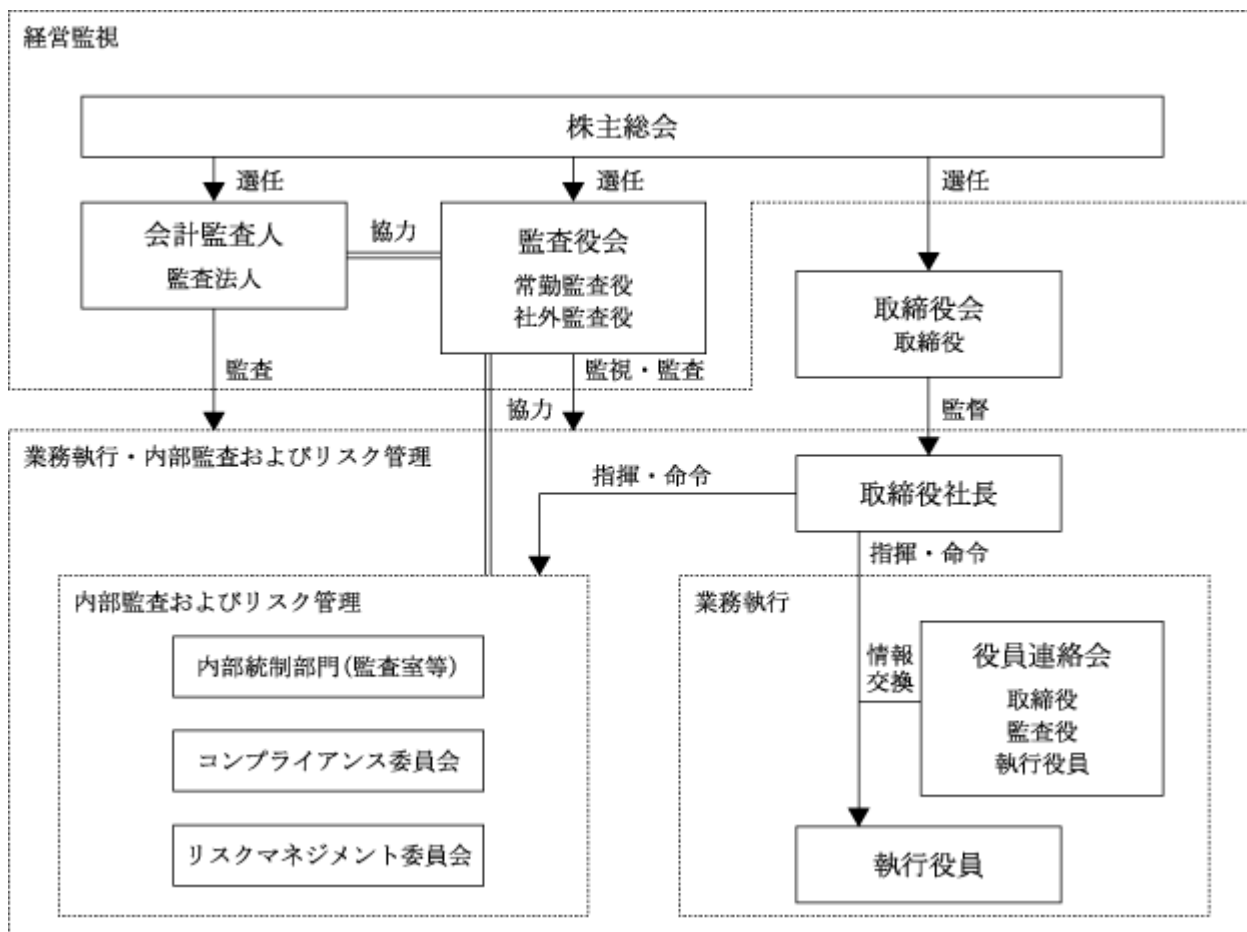 経営監視
株主総会
選任
選任
選任
会計監査人
監査法人
協力
監査役会
常勤監査役
社外監査役
取締役会
取締役
監査
監視・監査
協力
監督
業務執行・内部監査およびリスク管理
取締役社長
指揮・命令
指揮・命令
内部監査およびリスク管理
内部統制部門(監査室等)
コンプライアンス委員会
リスクマネジメント委員会
業務執行
情報
交換
役員連絡会
取締役
監査役
執行役員
執行役員